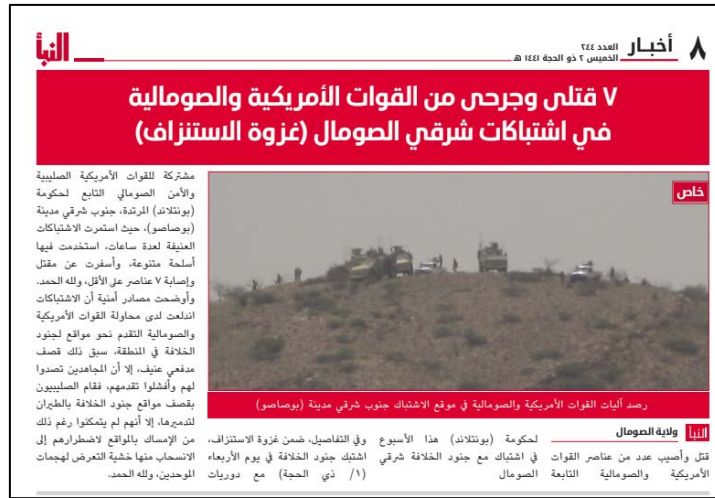 ٨ أخبـار
العدد ٢٤٤
الخميس ٢ ذو الحجة ١٤٤١ هـ
النبأ
٧ قتلى وجرحى من القوات الأمريكية والصومالية
في اشتباكات شرقي الصومال (غزوة الاستنزاف)
خاص
رصد آليات القوات الأمريكية والصومالية في موقع الاشتباك جنوب شرقي مدينة (بوصاصو)
النبأ ولاية الصومال
قتل وأصيب عدد من عناصر القوات
الأمريكية والصومالية التابعة
لحكومة (بونتلاند) هذا الأسبوع
في اشتباك مع جنود الخلافة شرقي
الصومال
وفي التفاصيل، ضمن غزوة الاستنزاف،
اشتبك جنود الخلافة في يوم الأربعاء
(١/ ذي الحجة) مع دوريات
مشتركة للقوات الأمريكية الصليبية
والأمن الصومالي التابع لحكومة
(بونتلاند) المرتدة، جنوب شرقي مدينة
(بوصاصو)، حيث استمرت الاشتباكات
العنيفة لعدة ساعات، استخدمت فيها
أسلحة متنوعة، وأسفرت عن مقتل
وإصابة ٧ عناصر على الأقل، ولله الحمد.
وأوضحت مصادر أمنية أن الاشتباكات
اندلعت لدى محاولة القوات الأمريكية
والصومالية التقدم نحو مواقع لجنود
الخلافة في المنطقة، سبق ذلك قصف
مدفعي عنيف، إلا أن المجاهدين تصدوا
لهم وأفشلوا تقدمهم، فقام الصليبيون
بقصف مواقع جنود الخلافة بالطيران
لتدميرها، إلا أنهم لم يتمكنوا رغم ذلك
من الإمساك بالمواقع لاضطرارهم إلى
الانسحاب منها خشية التعرض لهجمات
الموحدين، ولله الحمد.